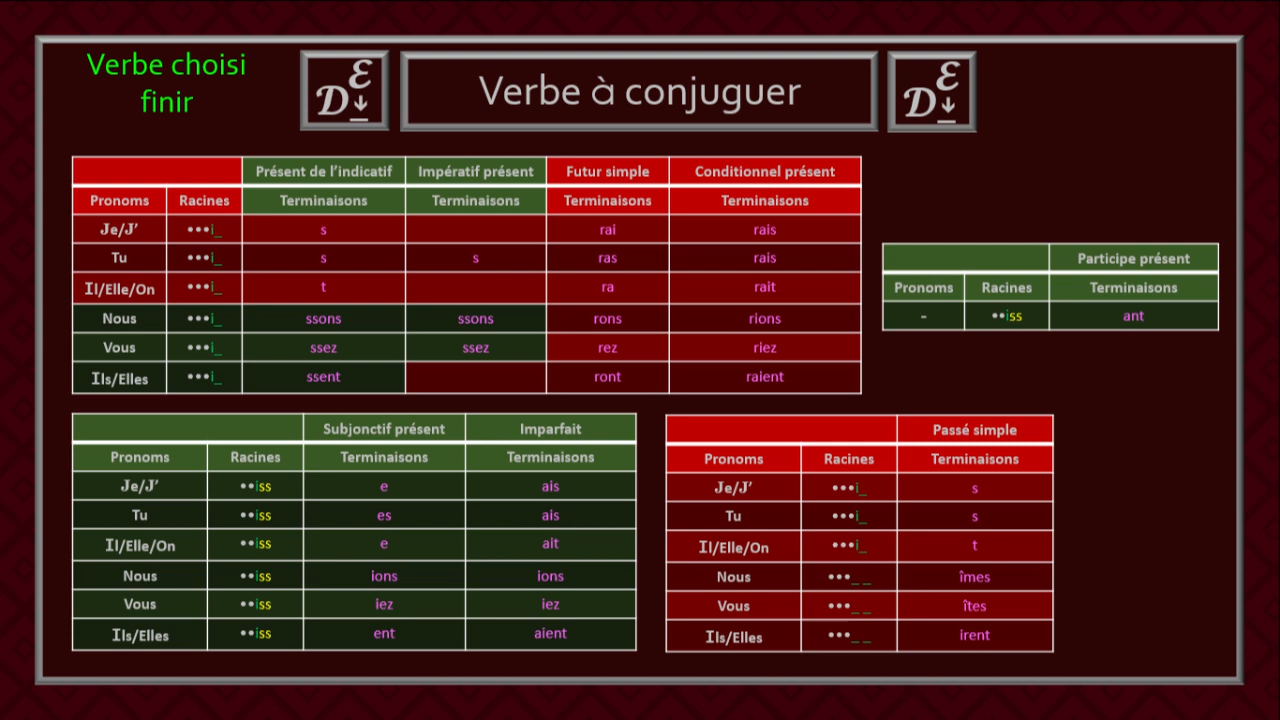 Verbe choisi
finir
Ɛ
D↓
Verbe à conjuguer
Ɛ
D↓
Présent de l'indicatif Impératif présent Futur simple Conditionnel présent
Pronoms Racines Terminaisons Terminaisons Terminaisons Terminaisons
Je/J' •••i_ s rai rais
Tu •••i_ s s ras rais
Il/Elle/On •••i_ t ra rait
Nous •••i_ ssons ssons rons rions
Vous •••i_ ssez ssez rez riez
Ils/Elles •••i_ ssent ront raient
Participe présent
Pronoms Racines Terminaisons
- ••iss ant
Subjonctif présent Imparfait
Pronoms Racines Terminaisons Terminaisons
Je/J' ••iss e ais
Tu ••iss es ais
Il/Elle/On ••iss e ait
Nous ••iss ions ions
Vous ••iss iez iez
Ils/Elles ••iss ent aient
Passé simple
Pronoms Racines Terminaisons
Je/J' •••i_ s
Tu •••i_ s
Il/Elle/On •••i_ t
Nous •••_ _ îmes
Vous •••_ _ îtes
Ils/Elles •••_ _ irent